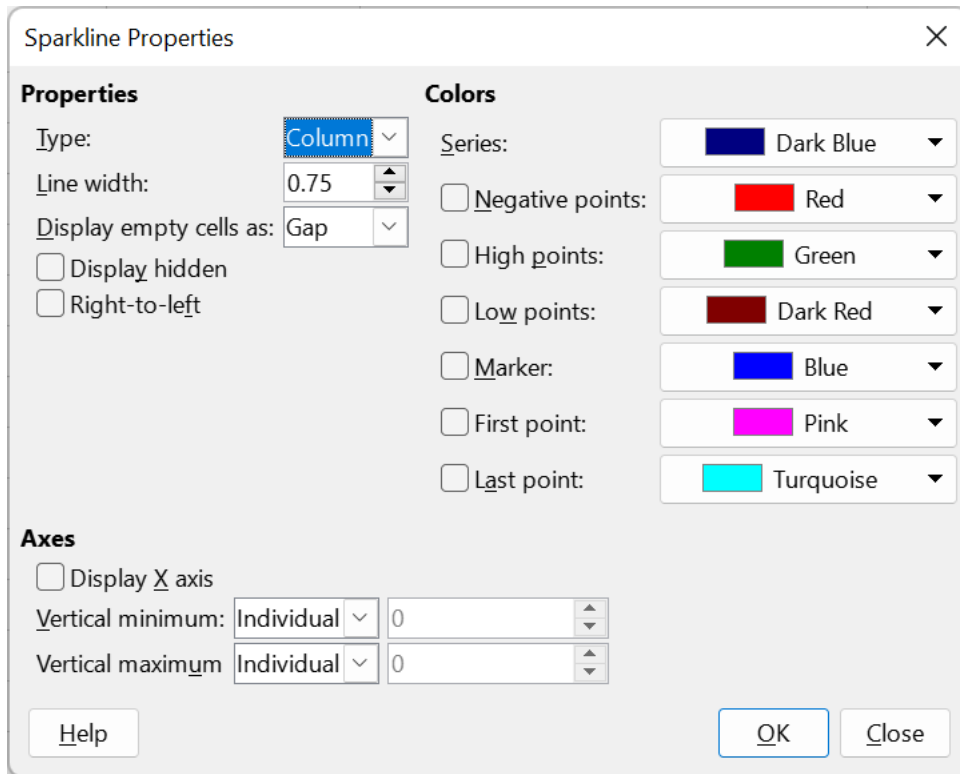 Sparkline Properties
Properties
Type: Column
Line width: 0.75
Display empty cells as: Gap
Display hidden
Right-to-left
Colors
Series: Dark Blue
Negative points: Red
High points: Green
Low points: Dark Red
Marker: Blue
First point: Pink
Last point: Turquoise
Axes
Display X axis
Vertical minimum: Individual 0
Vertical maximum Individual 0
Help OK Close